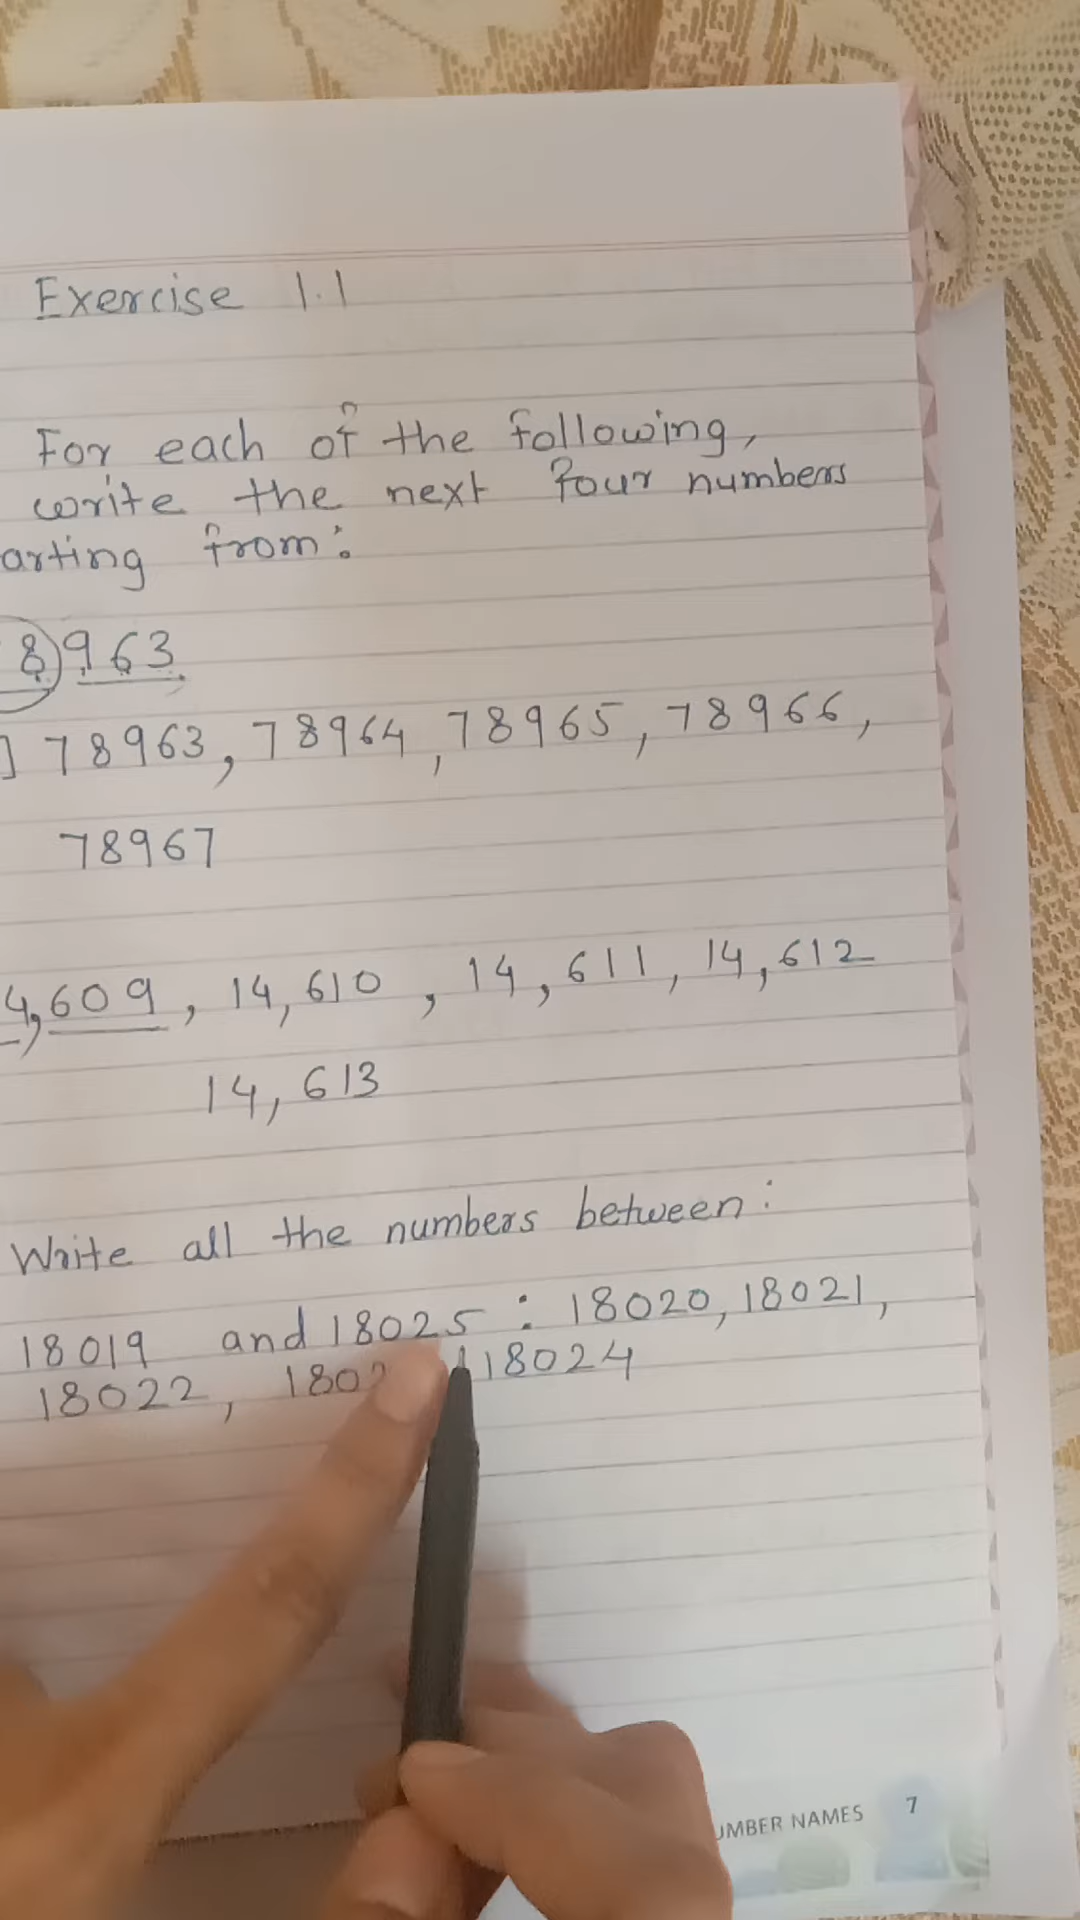 Exercise 1.1
For each of the following,
write the next four numbers
arting from:
8963
78963, 78964, 78965, 78966,
78967
4,609, 14,610, 14,611, 14,612
14,613
Write all the numbers between:
18019 and 18025 : 18020, 18021,
18022, 18024
UMBER NAMES 7